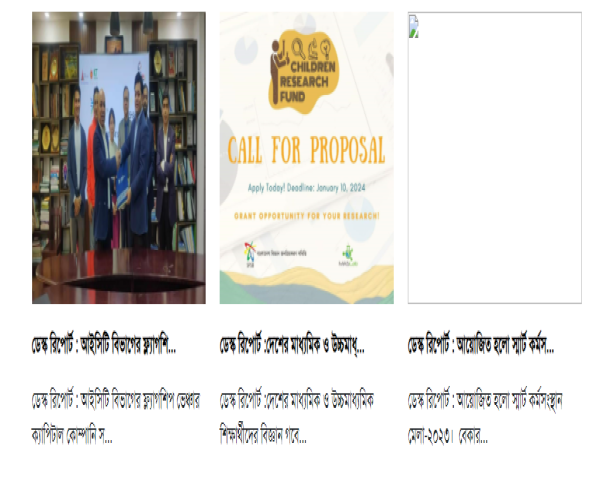 CHILDREN
RESEARCH
FUND
CALL FOR PROPOSAL
Apply Today! Deadline: January 10, 2024
GRANT OPPORTUNITY FOR YOUR RESEARCH!
ডেস্ক রিপোর্ট : আইসিটি বিভাগের ফ্ল্যাগশি...
ডেস্ক রিপোর্ট :দেশের মাধ্যমিক ও উচ্চমাধ্...
ডেস্ক রিপোর্ট : আয়োজিত হলো স্মার্ট কর্মস...
ডেস্ক রিপোর্ট : আইসিটি বিভাগের ফ্ল্যাগশিপ ভেঞ্চার
ক্যাপিটাল কোম্পানি স...
ডেস্ক রিপোর্ট :দেশের মাধ্যমিক ও উচ্চমাধ্যমিক
শিক্ষার্থীদের বিজ্ঞান গবে...
ডেস্ক রিপোর্ট : আয়োজিত হলো স্মার্ট কর্মসংস্থান
মেলা-২০২৩। বেকার...